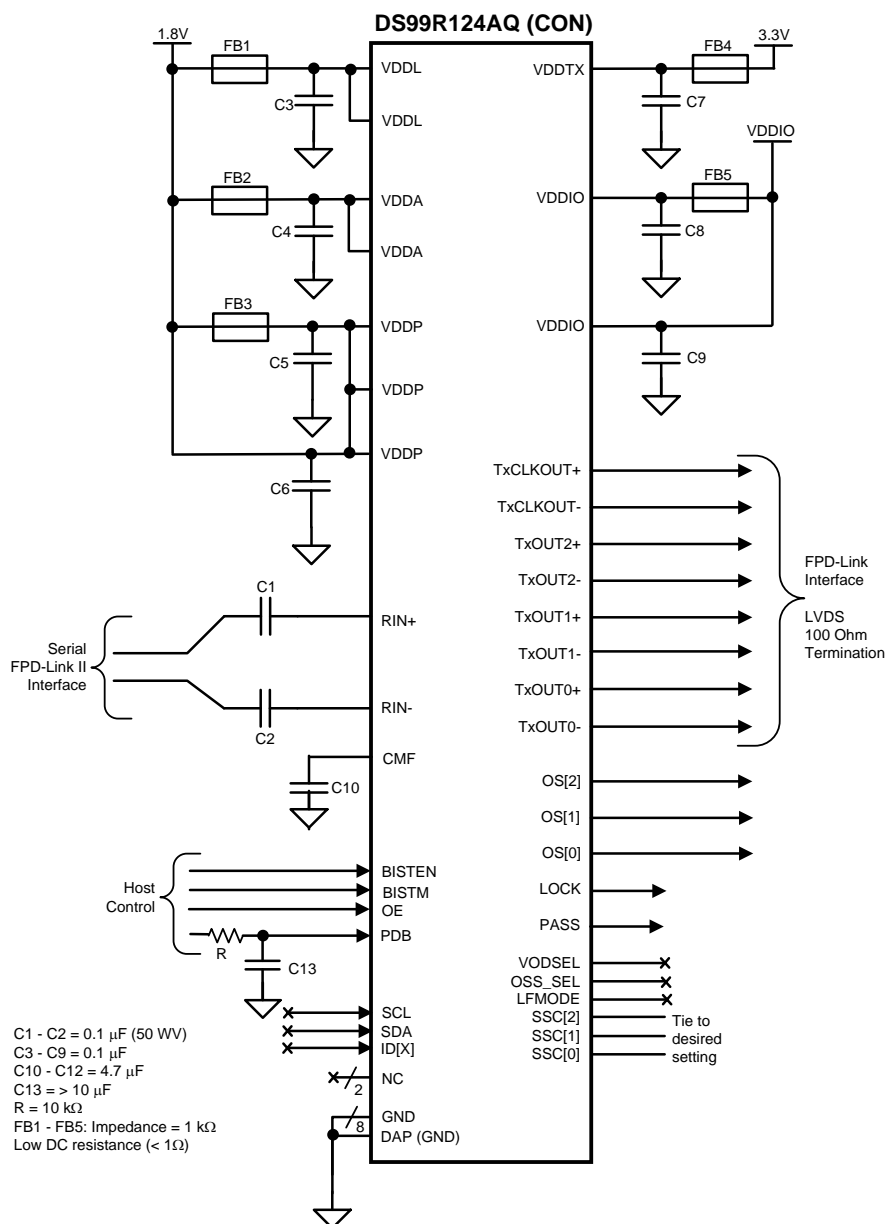 DS99R124AQ (CON)
1.8V
FB1
C3
VDDL
VDDL
FB2
C4
VDDA
VDDA
FB3
C5
VDDP
VDDP
VDDP
C6
Serial
FPD-Link II
Interface
C1
C2
RIN+
RIN-
CMF
C10
Host
Control
BISTEN
BISTM
OE
PDB
R
C13
SCL
SDA
ID[X]
NC
2
GND
8
DAP (GND)
3.3V
FB4
VDDTX
C7
VDDIO
FB5
VDDIO
C8
VDDIO
C9
TxCLKOUT+
TxCLKOUT-
TxOUT2+
TxOUT2-
TxOUT1+
TxOUT1-
TxOUT0+
TxOUT0-
FPD-Link
Interface
LVDS
100 Ohm
Termination
OS[2]
OS[1]
OS[0]
LOCK
PASS
VODSEL
OSS_SEL
LFMODE
SSC[2]
SSC[1]
SSC[0]
Tie to
desired
setting
C1 - C2 = 0.1 μF (50 WV)
C3 - C9 = 0.1 μF
C10 - C12 = 4.7 μF
C13 = > 10 μF
R = 10 kΩ
FB1 - FB5: Impedance = 1 kΩ
Low DC resistance (< 1Ω)